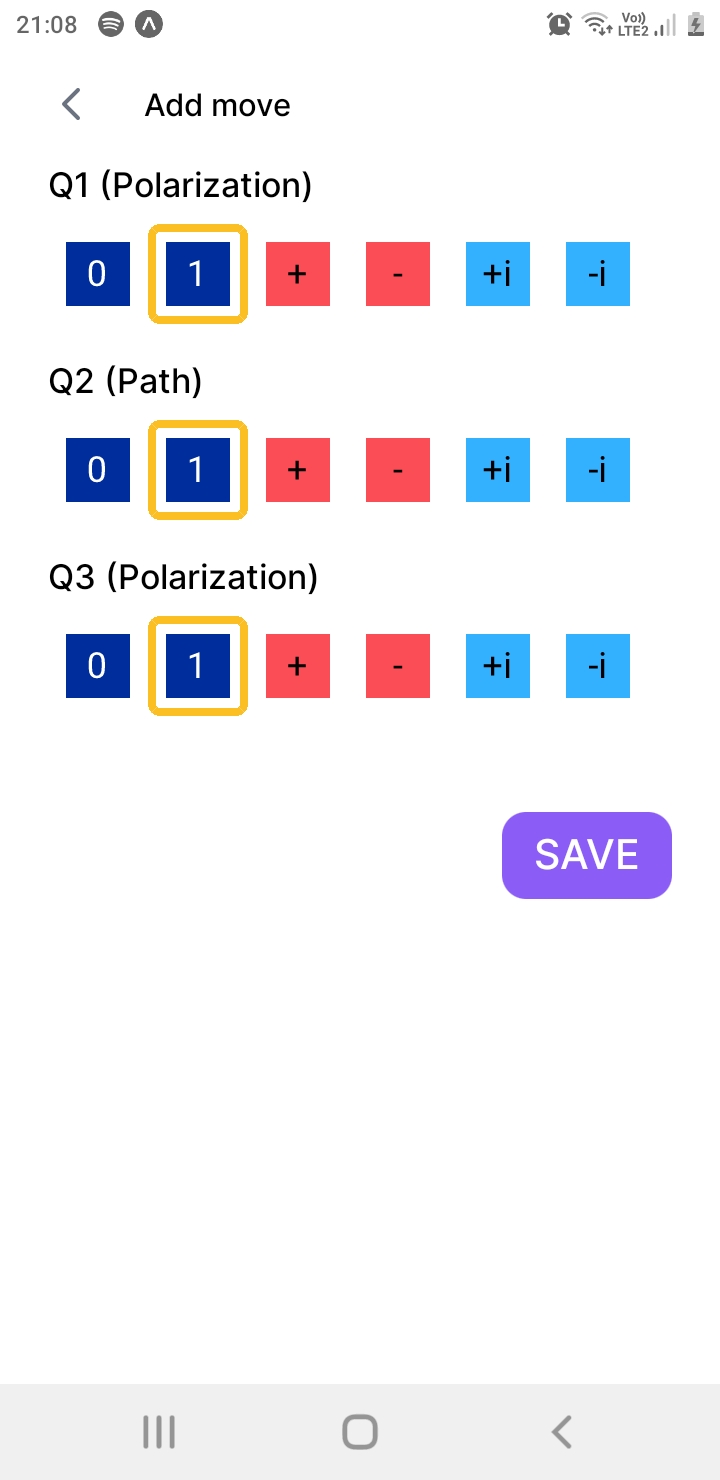 21:08 Vo)) LTE2
Add move
Q1 (Polarization)
0 1 + - +i -i
Q2 (Path)
0 1 + - +i -i
Q3 (Polarization)
0 1 + - +i -i
SAVE